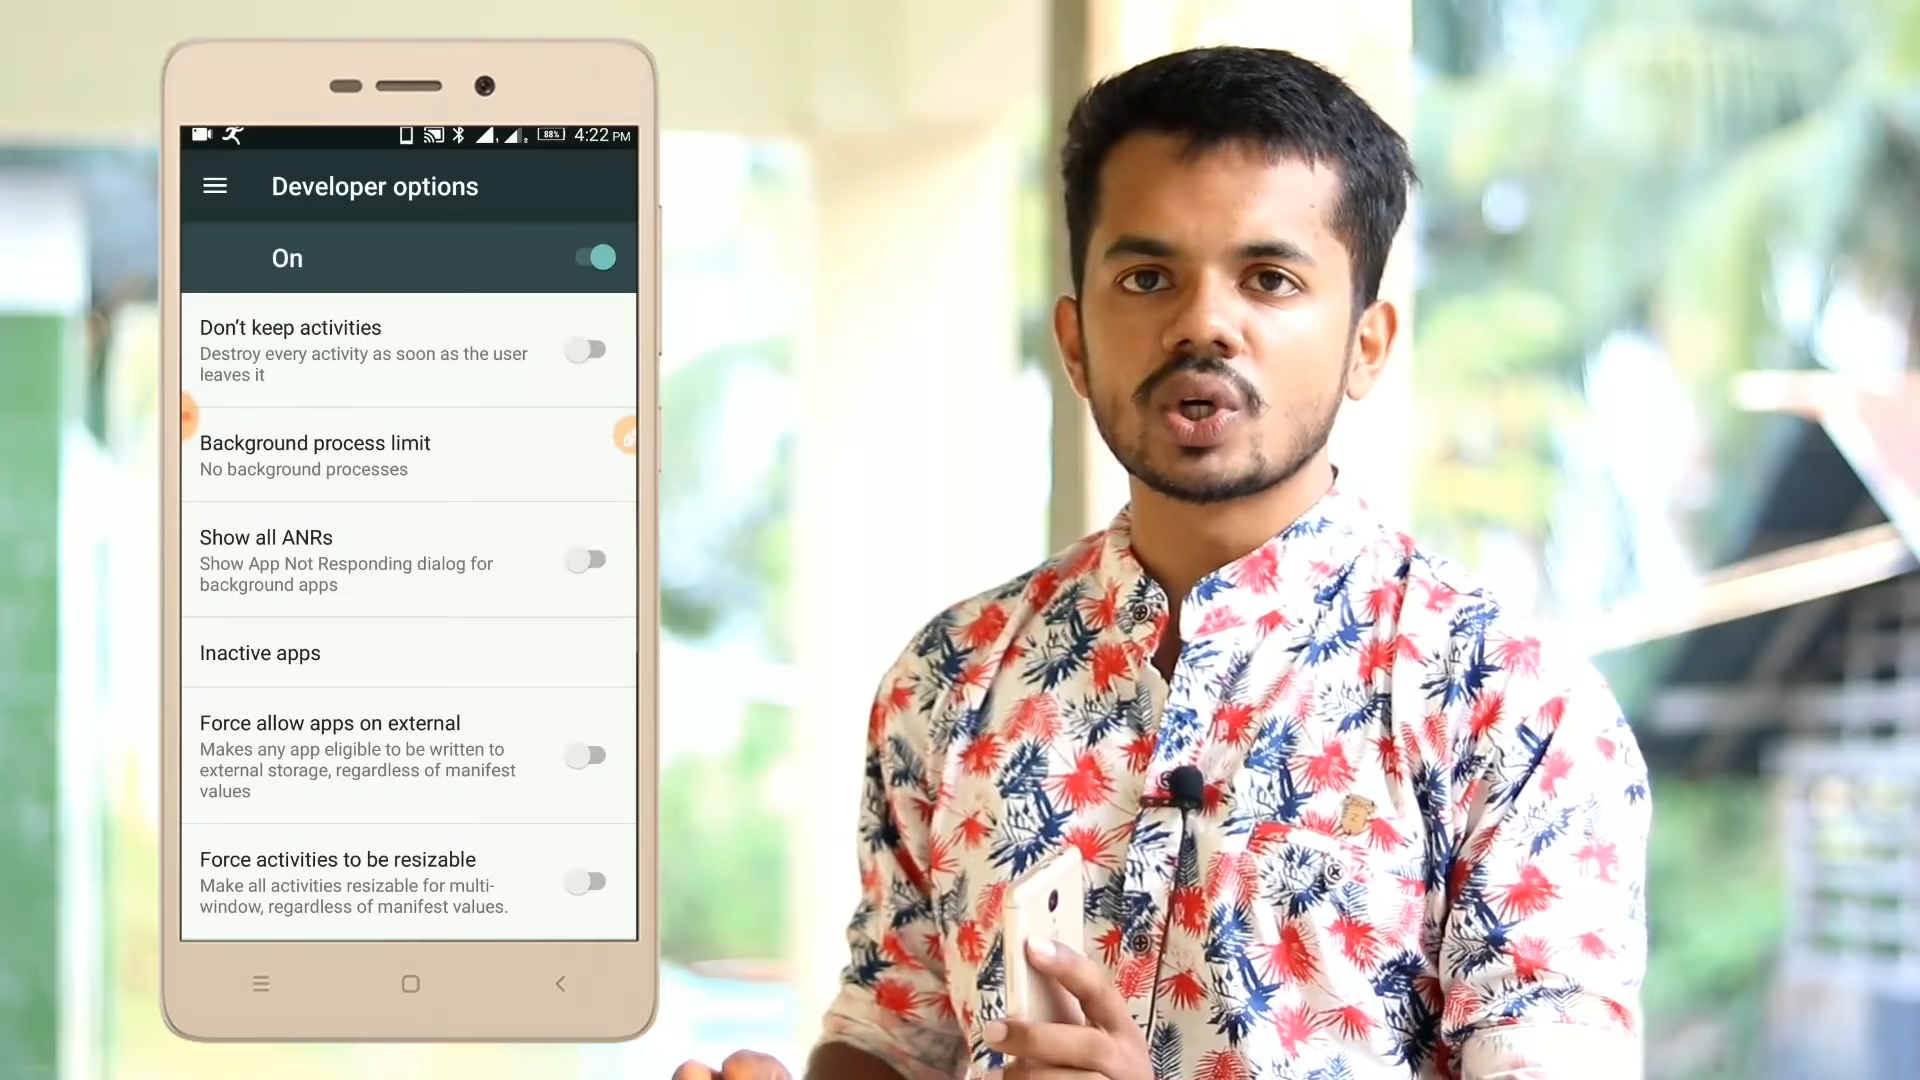 88% 4:22 PM
Developer options
On
Don't keep activities
Destroy every activity as soon as the user
leaves it
Background process limit
No background processes
Show all ANRs
Show App Not Responding dialog for
background apps
Inactive apps
Force allow apps on external
Makes any app eligible to be written to
external storage, regardless of manifest
values
Force activities to be resizable
Make all activities resizable for multi-
window, regardless of manifest values.